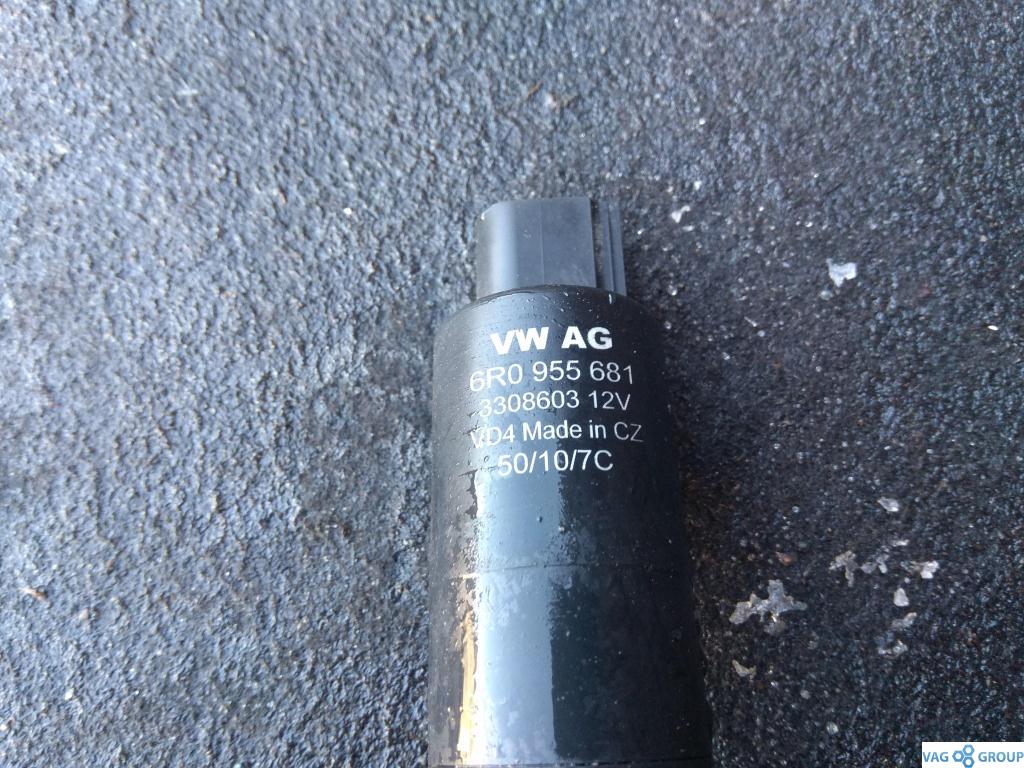 VW AG
6R0 955 681
3308603 12V
VD4 Made in CZ
50/10/7C
VAG GROUP